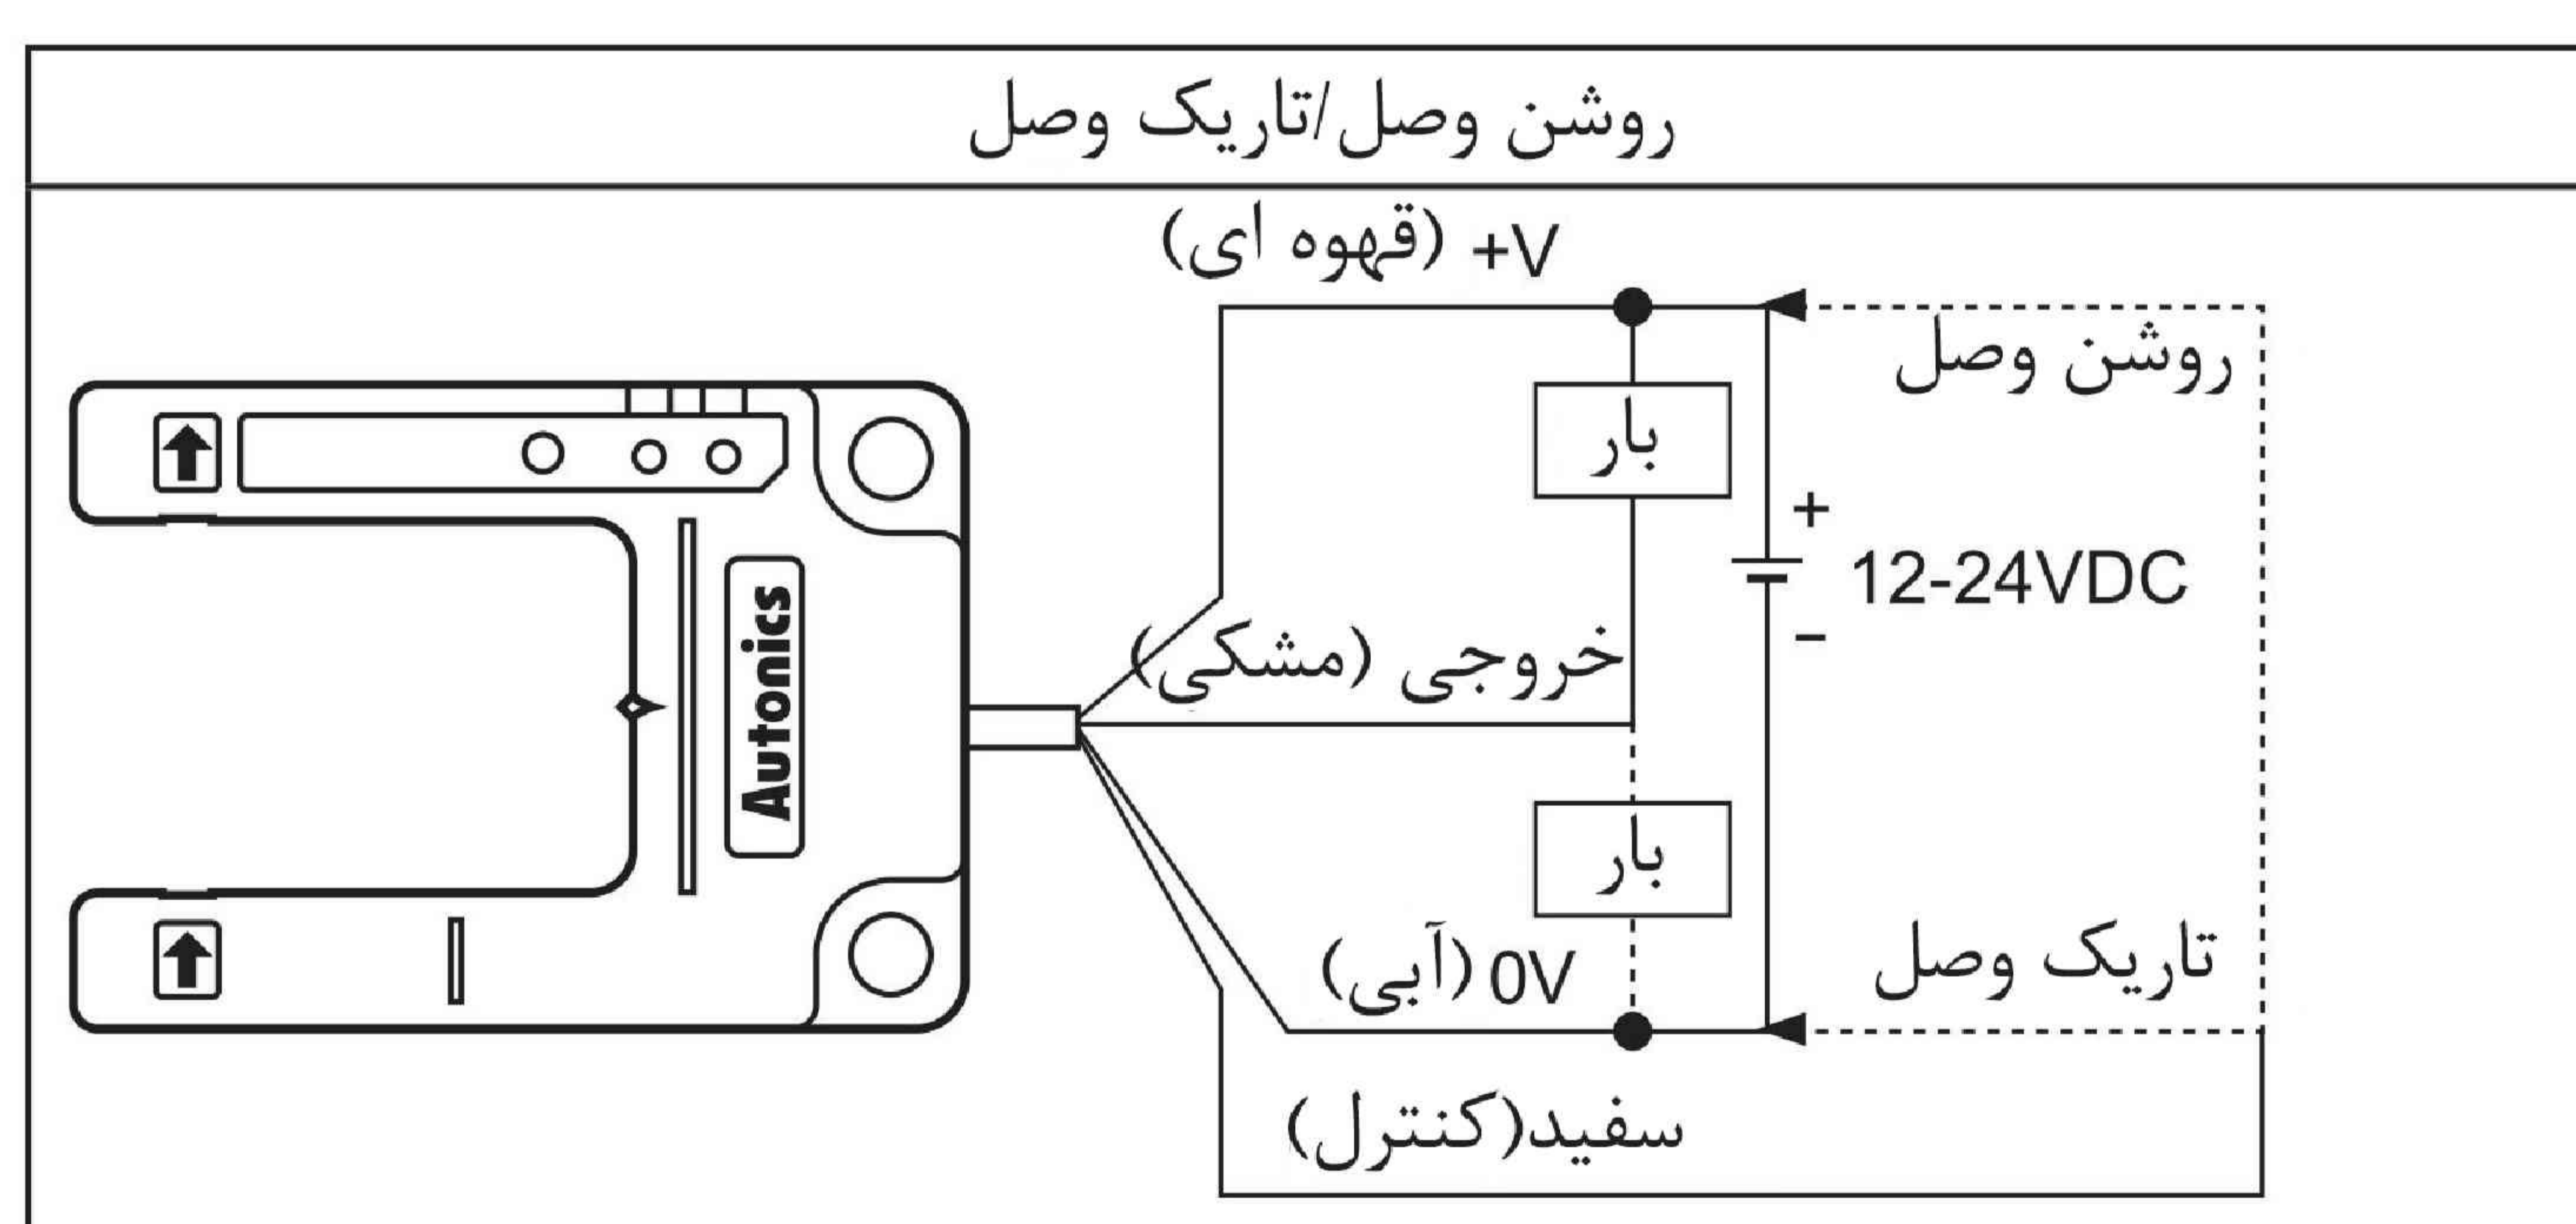 روشن وصل/تاریک وصل
(قهوه ای) +V
روشن وصل
بار
+
12-24VDC
−
خروجی (مشکی)
Autonics
بار
تاریک وصل
(آبی) 0V
سفید(کنترل)